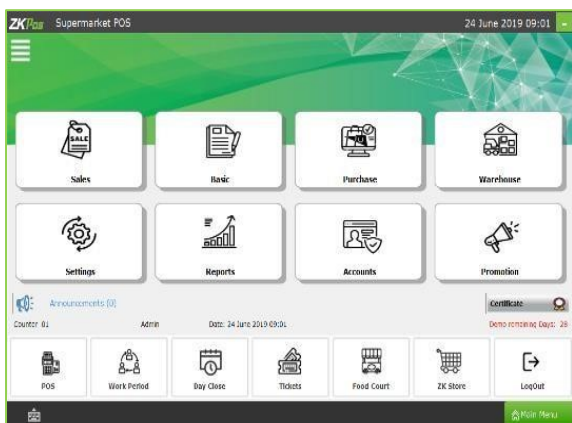 ZKPos Supermarket POS 24 June 2019 09:01
SALE
Sales Basic Purchase Warehouse
Settings Reports Accounts Promotion
Announcements (0) Certificate
Counter 01 Admin Date: 24 June 2019 09:01 Demo remaining Days: 28
POS Work Period Day Close Tickets Food Court ZK Store LogOut
Main Menu